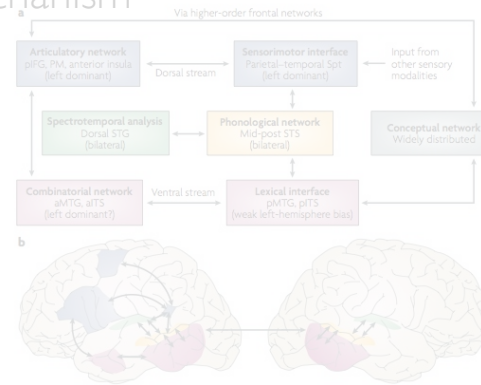 echanism
a
Via higher-order frontal networks
Articulatory network
pIFG, PM, anterior insula
(left dominant)
Dorsal stream
Sensorimotor interface
Parietal–temporal Spt
(left dominant)
Input from
other sensory
modalities
Spectrotemporal analysis
Dorsal STG
(bilateral)
Phonological network
Mid-post STS
(bilateral)
Conceptual network
Widely distributed
Combinatorial network
aMTG, aITS
(left dominant?)
Ventral stream
Lexical interface
pMTG, pITS
(weak left-hemisphere bias)
b